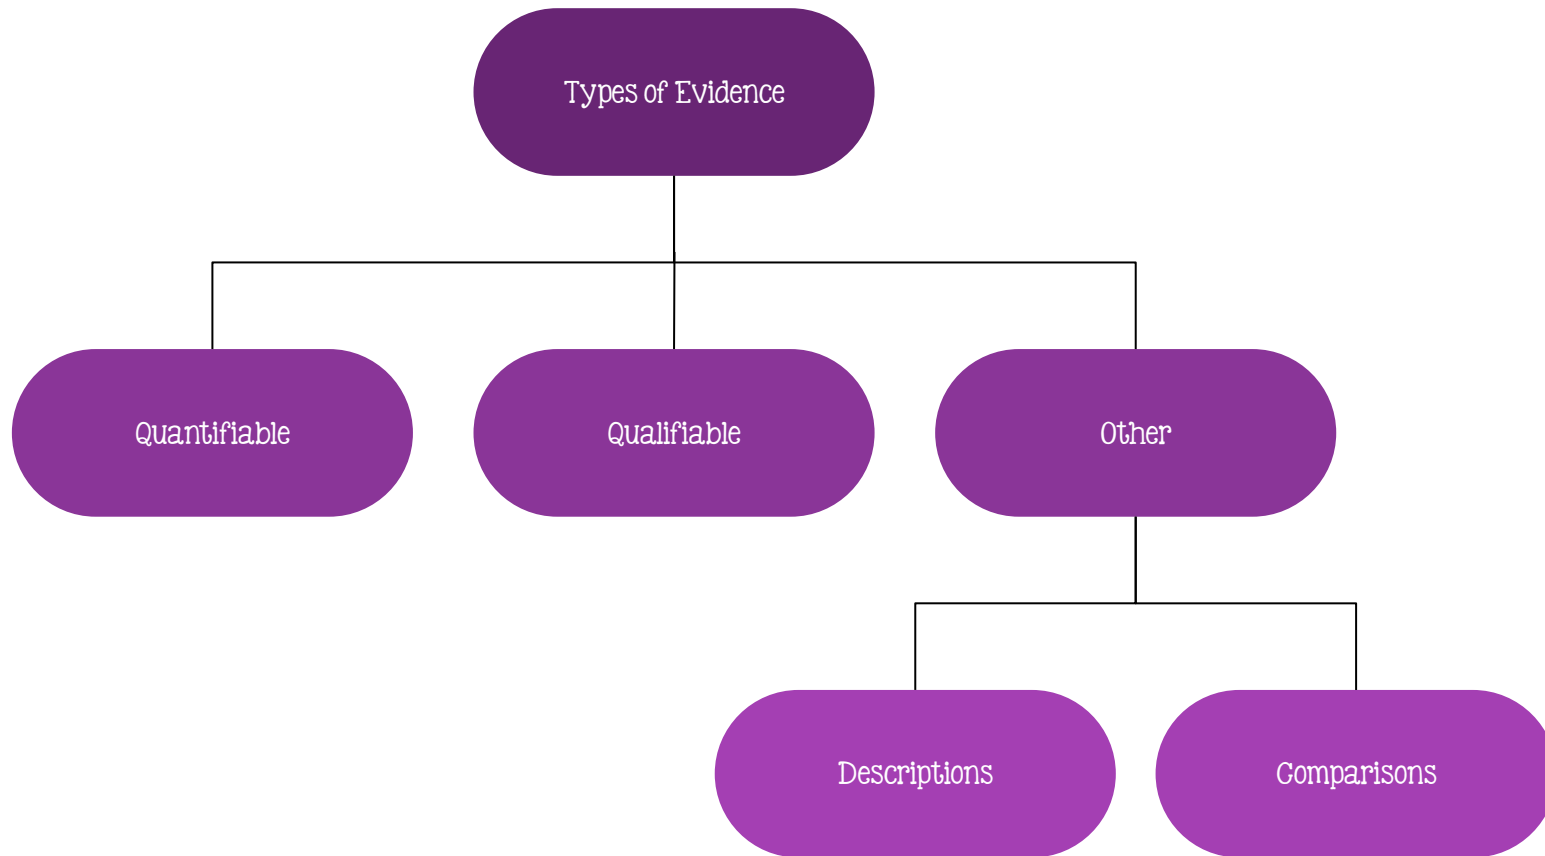 Types of Evidence
Quantifiable
Qualifiable
Other
Descriptions
Comparisons